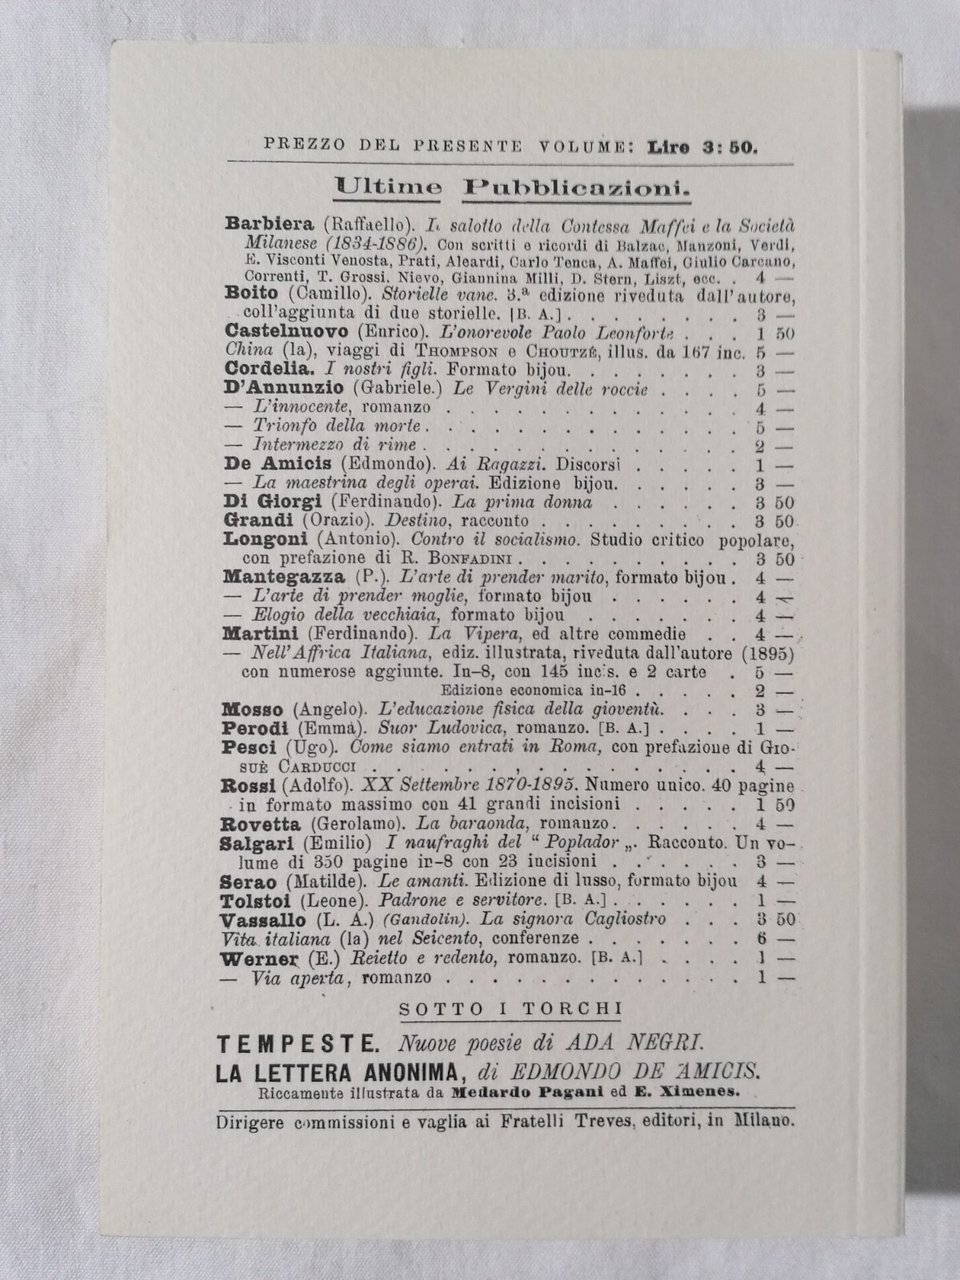 PREZZO DEL PRESENTE VOLUME: Lire 3: 50.
Ultime Pubblicazioni.
Barbiera (Raffaello). Il salotto della Contessa Maffei e la Società
Milanese (1834-1886). Con scritti e ricordi di Balzac, Manzoni, Verdi,
E. Visconti Venosta, Prati, Aleardi, Carlo Tenca, A. Maffei, Giulio Carcano,
Correnti, T. Grossi, Nievo, Giannina Milli, D. Stern, Liszt, ecc. . 4 —
Boito (Camillo). Storielle vane. 3.ª edizione riveduta dall'autore,
coll'aggiunta di due storielle. [B. A.] . . . . . . . . 3 —
Castelnuovo (Enrico). L'onorevole Paolo Leonforte . . . 1 50
China (la), viaggi di THOMPSON e CHOUTZÉ, illus. da 167 inc. 5 —
Cordelia. I nostri figli. Formato bijou. . . . . . . . 3 —
D'Annunzio (Gabriele.) Le Vergini delle roccie . . . . 5 —
— L'innocente, romanzo . . . . . . . . . . . . . 4 —
— Trionfo della morte . . . . . . . . . . . . . . 5 —
— Intermezzo di rime . . . . . . . . . . . . . . 2 —
De Amicis (Edmondo). Ai Ragazzi. Discorsi . . . . . 1 —
— La maestrina degli operai. Edizione bijou. . . . . . 3 —
Di Giorgi (Ferdinando). La prima donna . . . . . . 3 50
Grandi (Orazio). Destino, racconto . . . . . . . . . 3 50
Longoni (Antonio). Contro il socialismo. Studio critico popolare,
con prefazione di R. BONFADINI . . . . . . . . . . 3 50
Mantegazza (P.). L'arte di prender marito, formato bijou . 4 —
— L'arte di prender moglie, formato bijou . . . . . . 4 —
— Elogio della vecchiaia, formato bijou . . . . . . . 4 —
Martini (Ferdinando). La Vipera, ed altre commedie . . 4 —
— Nell'Affrica Italiana, ediz. illustrata, riveduta dall'autore (1895)
con numerose aggiunte. In-8, con 145 incis. e 2 carte . 5 —
Edizione economica in-16 . . . . . 2 —
Mosso (Angelo). L'educazione fisica della gioventù. . . . 3 —
Perodi (Emma). Suor Ludovica, romanzo. [B. A.] . . . . 1 —
Pesci (Ugo). Come siamo entrati in Roma, con prefazione di GIO-
SUÈ CARDUCCI . . . . . . . . . . . . . . . . 4 —
Rossi (Adolfo). XX Settembre 1870-1895. Numero unico. 40 pagine
in formato massimo con 41 grandi incisioni . . . . . 1 50
Rovetta (Gerolamo). La baraonda, romanzo. . . . . . 4 —
Salgari (Emilio) I naufraghi del “ Poplador „. Racconto. Un vo-
lume di 350 pagine in-8 con 23 incisioni . . . . . . . 3 —
Serao (Matilde). Le amanti. Edizione di lusso, formato bijou 4 —
Tolstoi (Leone). Padrone e servitore. [B. A.] . . . . . . 1 —
Vassallo (L. A.) (Gandolin). La signora Cagliostro . . . 3 50
Vita italiana (la) nel Seicento, conferenze . . . . . . . 6 —
Werner (E.) Reietto e redento, romanzo. [B. A.] . . . . 1 —
— Via aperta, romanzo . . . . . . . . . . . . . 1 —
SOTTO I TORCHI
TEMPESTE. Nuove poesie di ADA NEGRI.
LA LETTERA ANONIMA, di EDMONDO DE AMICIS.
Riccamente illustrata da Medardo Pagani ed E. Ximenes.
Dirigere commissioni e vaglia ai Fratelli Treves, editori, in Milano.